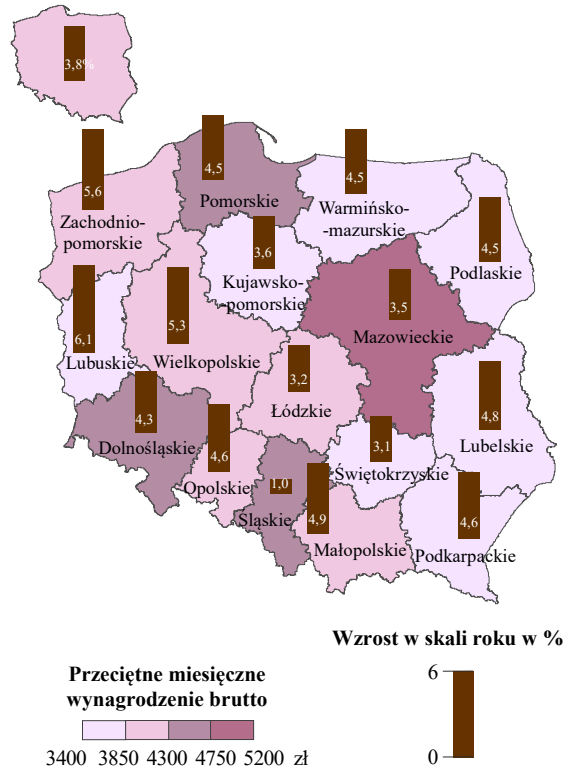 3,8%
4,5
Pomorskie
5,6
Zachodnio-
pomorskie
4,5
Warmińsko-
-mazurskie
4,5
Podlaskie
3,6
Kujawsko-
-pomorskie
3,5
Mazowieckie
6,1
Lubuskie
5,3
Wielkopolskie
3,2
Łódzkie
4,8
Lubelskie
4,3
Dolnośląskie
4,6
Opolskie
1,0
Śląskie
3,1
Świętokrzyskie
4,9
Małopolskie
4,6
Podkarpackie
Wzrost w skali roku w %
6
0
Przeciętne miesięczne
wynagrodzenie brutto
3400 3850 4300 4750 5200 zł